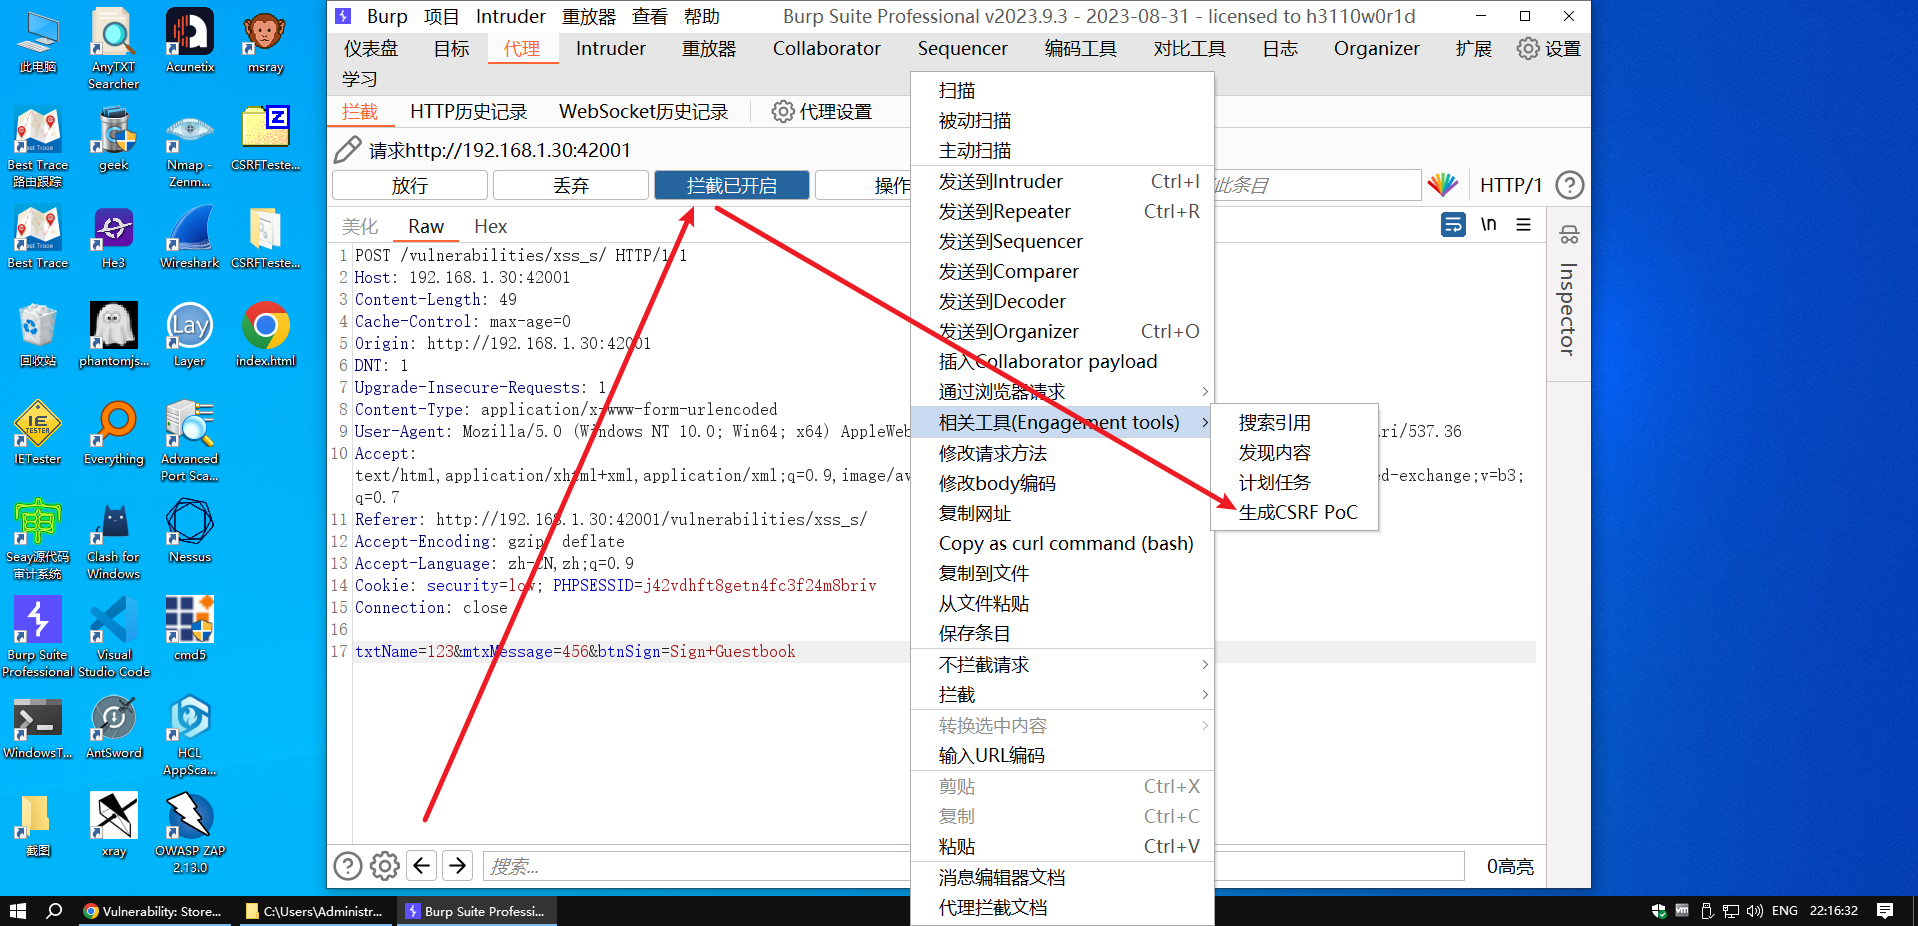 此电脑
AnyTXT Searcher
Acunetix
msray
Best Trace 路由跟踪
geek
Nmap - Zenm...
CSRFTeste...
Best Trace
He3
Wireshark
CSRFTeste...
回收站
phantomjs...
Layer
index.html
IETester
Everything
Advanced Port Sca...
Seay源代码审计系统
Clash for Windows
Nessus
Burp Suite Professional
Visual Studio Code
cmd5
WindowsT...
AntSword
HCL AppSca...
截图
xray
OWASP ZAP 2.13.0
Burp 项目 Intruder 重放器 查看 帮助
Burp Suite Professional v2023.9.3 - 2023-08-31 - licensed to h3110w0r1d
仪表盘 目标 代理 Intruder 重放器 Collaborator Sequencer 编码工具 对比工具 日志 Organizer 扩展 设置
学习
拦截 HTTP历史记录 WebSocket历史记录 代理设置
请求http://192.168.1.30:42001
放行 丢弃 拦截已开启 操作 此条目 HTTP/1
美化 Raw Hex \n
Inspector
1 POST /vulnerabilities/xss_s/ HTTP/1.1
2 Host: 192.168.1.30:42001
3 Content-Length: 49
4 Cache-Control: max-age=0
5 Origin: http://192.168.1.30:42001
6 DNT: 1
7 Upgrade-Insecure-Requests: 1
8 Content-Type: application/x-www-form-urlencoded
9 User-Agent: Mozilla/5.0 (Windows NT 10.0; Win64; x64) AppleWeb ari/537.36
10 Accept:
text/html,application/xhtml+xml,application/xml;q=0.9,image/av ed-exchange;v=b3;
q=0.7
11 Referer: http://192.168.1.30:42001/vulnerabilities/xss_s/
12 Accept-Encoding: gzip, deflate
13 Accept-Language: zh-CN,zh;q=0.9
14 Cookie: security=low; PHPSESSID=j42vdhft8getn4fc3f24m8briv
15 Connection: close
16
17 txtName=123&mtxMessage=456&btnSign=Sign+Guestbook
扫描
被动扫描
主动扫描
发送到Intruder Ctrl+I
发送到Repeater Ctrl+R
发送到Sequencer
发送到Comparer
发送到Decoder
发送到Organizer Ctrl+O
插入Collaborator payload
通过浏览器请求
相关工具(Engagement tools)
修改请求方法
修改body编码
复制网址
Copy as curl command (bash)
复制到文件
从文件粘贴
保存条目
不拦截请求
拦截
转换选中内容
输入URL编码
剪贴 Ctrl+X
复制 Ctrl+C
粘贴 Ctrl+V
消息编辑器文档
代理拦截文档
搜索引用
发现内容
计划任务
生成CSRF PoC
搜索...
0高亮
Vulnerability: Store...
C:\Users\Administr...
Burp Suite Professi...
ENG
22:16:32